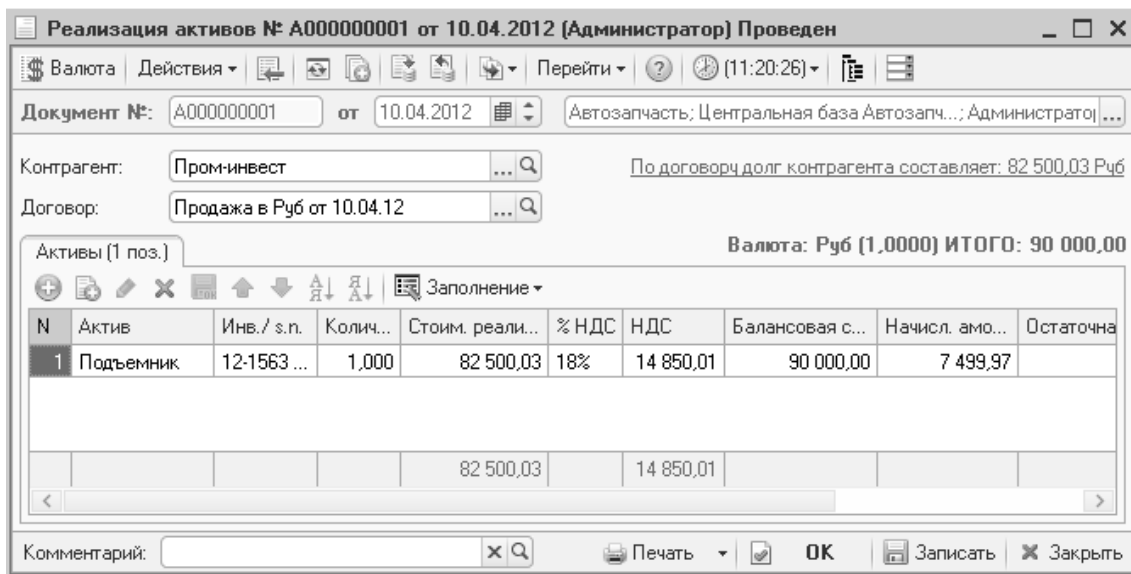 Реализация активов № А000000001 от 10.04.2012 (Администратор) Проведен
Валюта Действия Перейти (11:20:26)
Документ №: А000000001 от 10.04.2012 Автозапчасть; Центральная база Автозапч...; Администратор ...
Контрагент: Пром-инвест ... По договору долг контрагента составляет: 82 500,03 Руб
Договор: Продажа в Руб от 10.04.12 ...
Активы (1 поз.) Валюта: Руб (1,0000) ИТОГО: 90 000,00
Заполнение
N Актив Инв./ s.n. Колич... Стоим. реали... % НДС НДС Балансовая с... Начисл. амо... Остаточна
1 Подъемник 12-1563 ... 1,000 82 500,03 18% 14 850,01 90 000,00 7 499,97
82 500,03 14 850,01
Комментарий: Печать OK Записать Закрыть